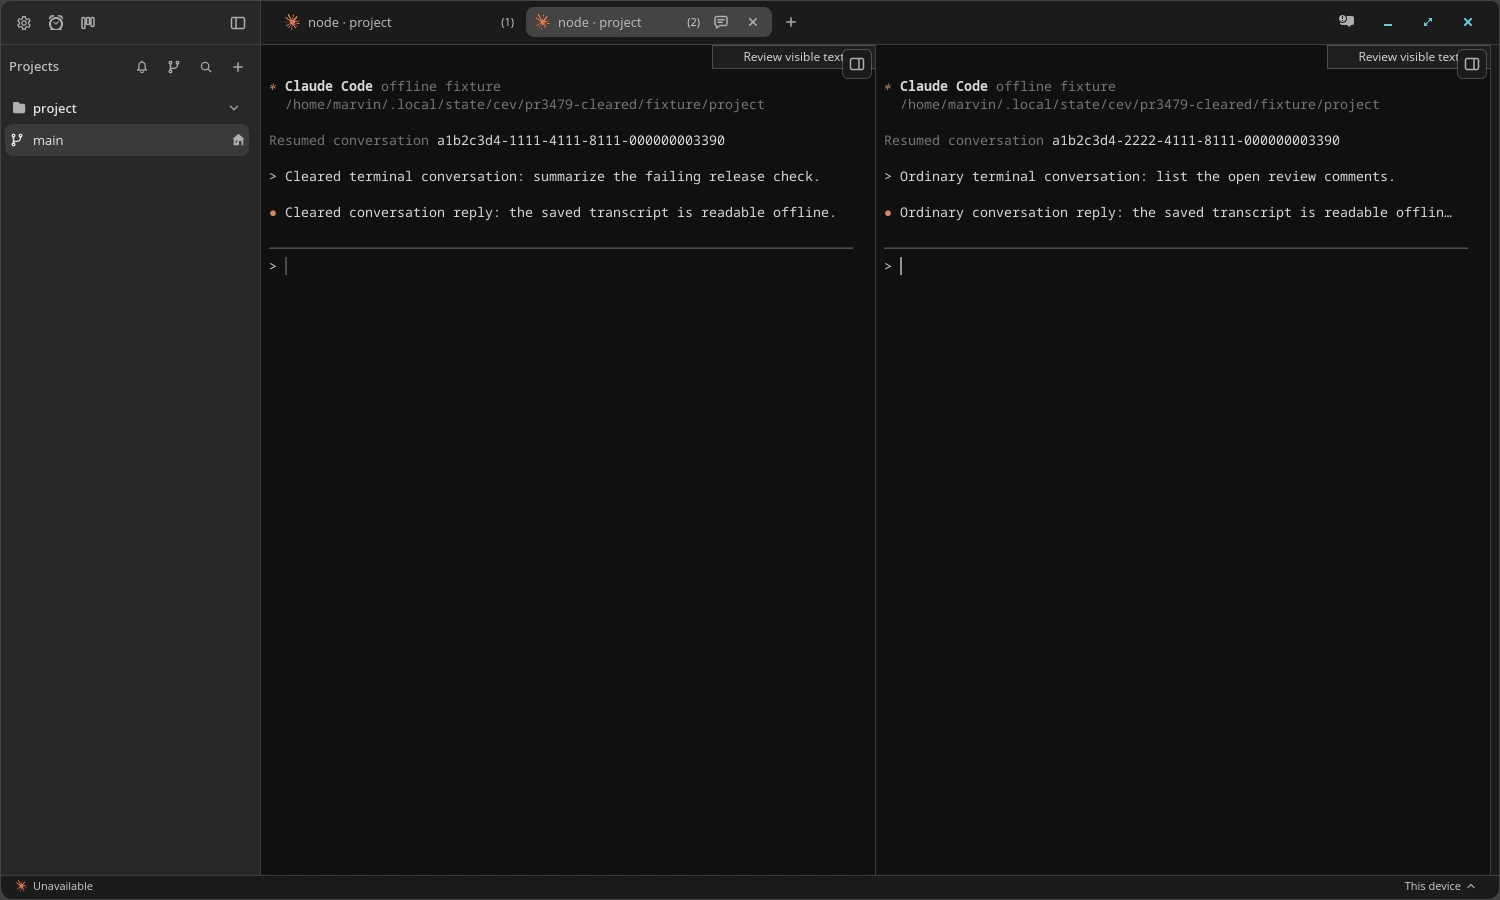 node · project (1)
node · project (2)
Projects
project
main
Review visible text
* Claude Code offline fixture
/home/marvin/.local/state/cev/pr3479-cleared/fixture/project
Resumed conversation a1b2c3d4-1111-4111-8111-000000003390
> Cleared terminal conversation: summarize the failing release check.
● Cleared conversation reply: the saved transcript is readable offline.
>
Review visible text
* Claude Code offline fixture
/home/marvin/.local/state/cev/pr3479-cleared/fixture/project
Resumed conversation a1b2c3d4-2222-4111-8111-000000003390
> Ordinary terminal conversation: list the open review comments.
● Ordinary conversation reply: the saved transcript is readable offlin…
>
Unavailable
This device